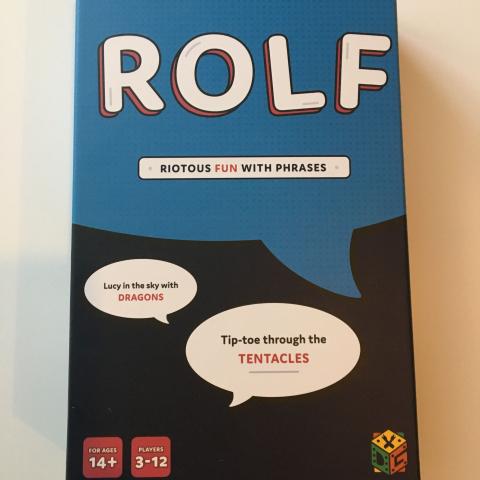 ROLF
RIOTOUS FUN WITH PHRASES
Lucy in the sky with
DRAGONS
Tip-toe through the
TENTACLES
FOR AGES
14+
PLAYERS
3-12